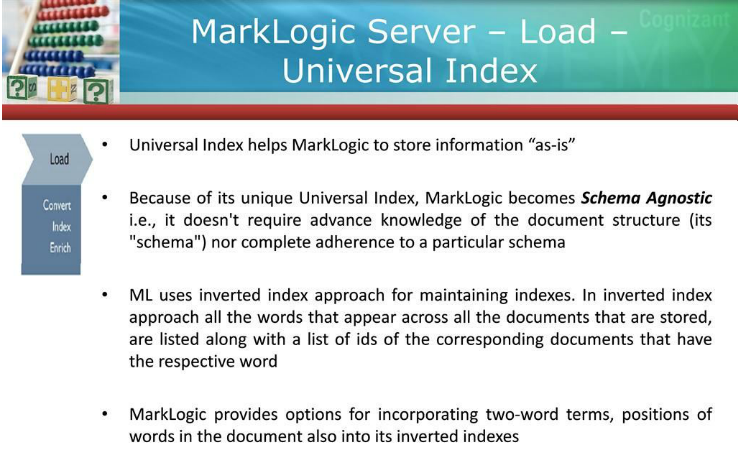 Cognizant
MarkLogic Server – Load –
Universal Index
Load
Convert
Index
Enrich
• Universal Index helps MarkLogic to store information “as-is”
• Because of its unique Universal Index, MarkLogic becomes Schema Agnostic
i.e., it doesn't require advance knowledge of the document structure (its
"schema") nor complete adherence to a particular schema
• ML uses inverted index approach for maintaining indexes. In inverted index
approach all the words that appear across all the documents that are stored,
are listed along with a list of ids of the corresponding documents that have
the respective word
• MarkLogic provides options for incorporating two-word terms, positions of
words in the document also into its inverted indexes